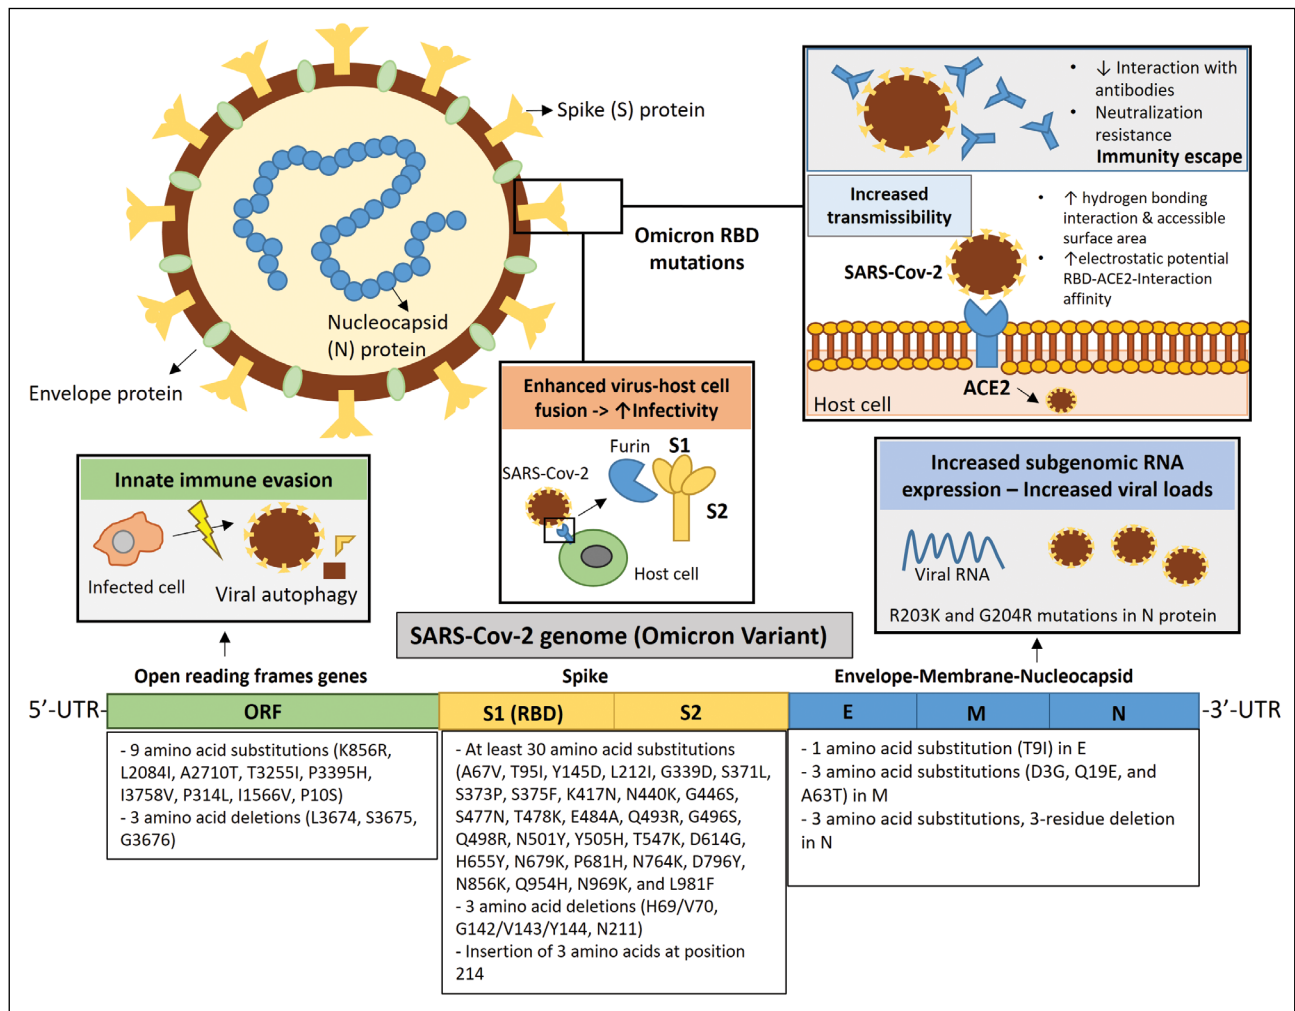 Spike (S) protein
Nucleocapsid
(N) protein
Envelope protein
Omicron RBD
mutations
• ↓ Interaction with
antibodies
• Neutralization
resistance
Immunity escape
Increased
transmissibility
• ↑ hydrogen bonding
interaction & accessible
surface area
• ↑electrostatic potential
RBD-ACE2-Interaction
affinity
SARS-Cov-2
ACE2
Host cell
Enhanced virus-host cell
fusion -> ↑Infectivity
SARS-Cov-2
Furin
S1
S2
Host cell
Innate immune evasion
Infected cell
Viral autophagy
Increased subgenomic RNA
expression – Increased viral loads
Viral RNA
R203K and G204R mutations in N protein
SARS-Cov-2 genome (Omicron Variant)
Open reading frames genes
Spike
Envelope-Membrane-Nucleocapsid
5’-UTR-
ORF
S1 (RBD)
S2
E
M
N
-3’-UTR
- 9 amino acid substitutions (K856R,
L2084I, A2710T, T3255I, P3395H,
I3758V, P314L, I1566V, P10S)
- 3 amino acid deletions (L3674, S3675,
G3676)
- At least 30 amino acid substitutions
(A67V, T95I, Y145D, L212I, G339D, S371L,
S373P, S375F, K417N, N440K, G446S,
S477N, T478K, E484A, Q493R, G496S,
Q498R, N501Y, Y505H, T547K, D614G,
H655Y, N679K, P681H, N764K, D796Y,
N856K, Q954H, N969K, and L981F
- 3 amino acid deletions (H69/V70,
G142/V143/Y144, N211)
- Insertion of 3 amino acids at position
214
- 1 amino acid substitution (T9I) in E
- 3 amino acid substitutions (D3G, Q19E, and
A63T) in M
- 3 amino acid substitutions, 3-residue deletion
in N